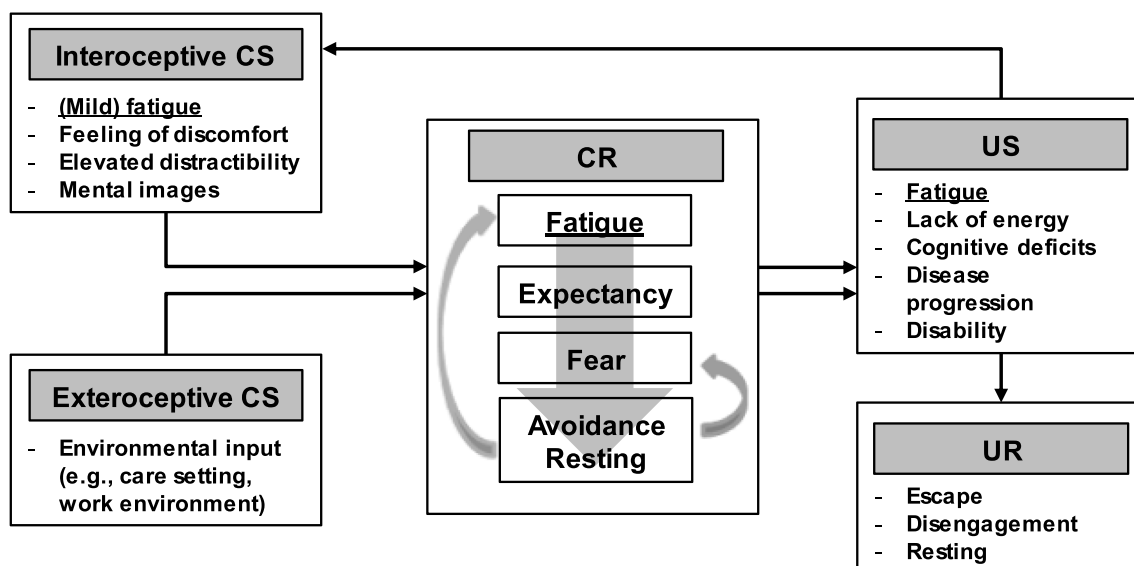 Interoceptive CS
- (Mild) fatigue
- Feeling of discomfort
- Elevated distractibility
- Mental images
Exteroceptive CS
- Environmental input
(e.g., care setting,
work environment)
CR
Fatigue
Expectancy
Fear
Avoidance
Resting
US
- Fatigue
- Lack of energy
- Cognitive deficits
- Disease
progression
- Disability
UR
- Escape
- Disengagement
- Resting